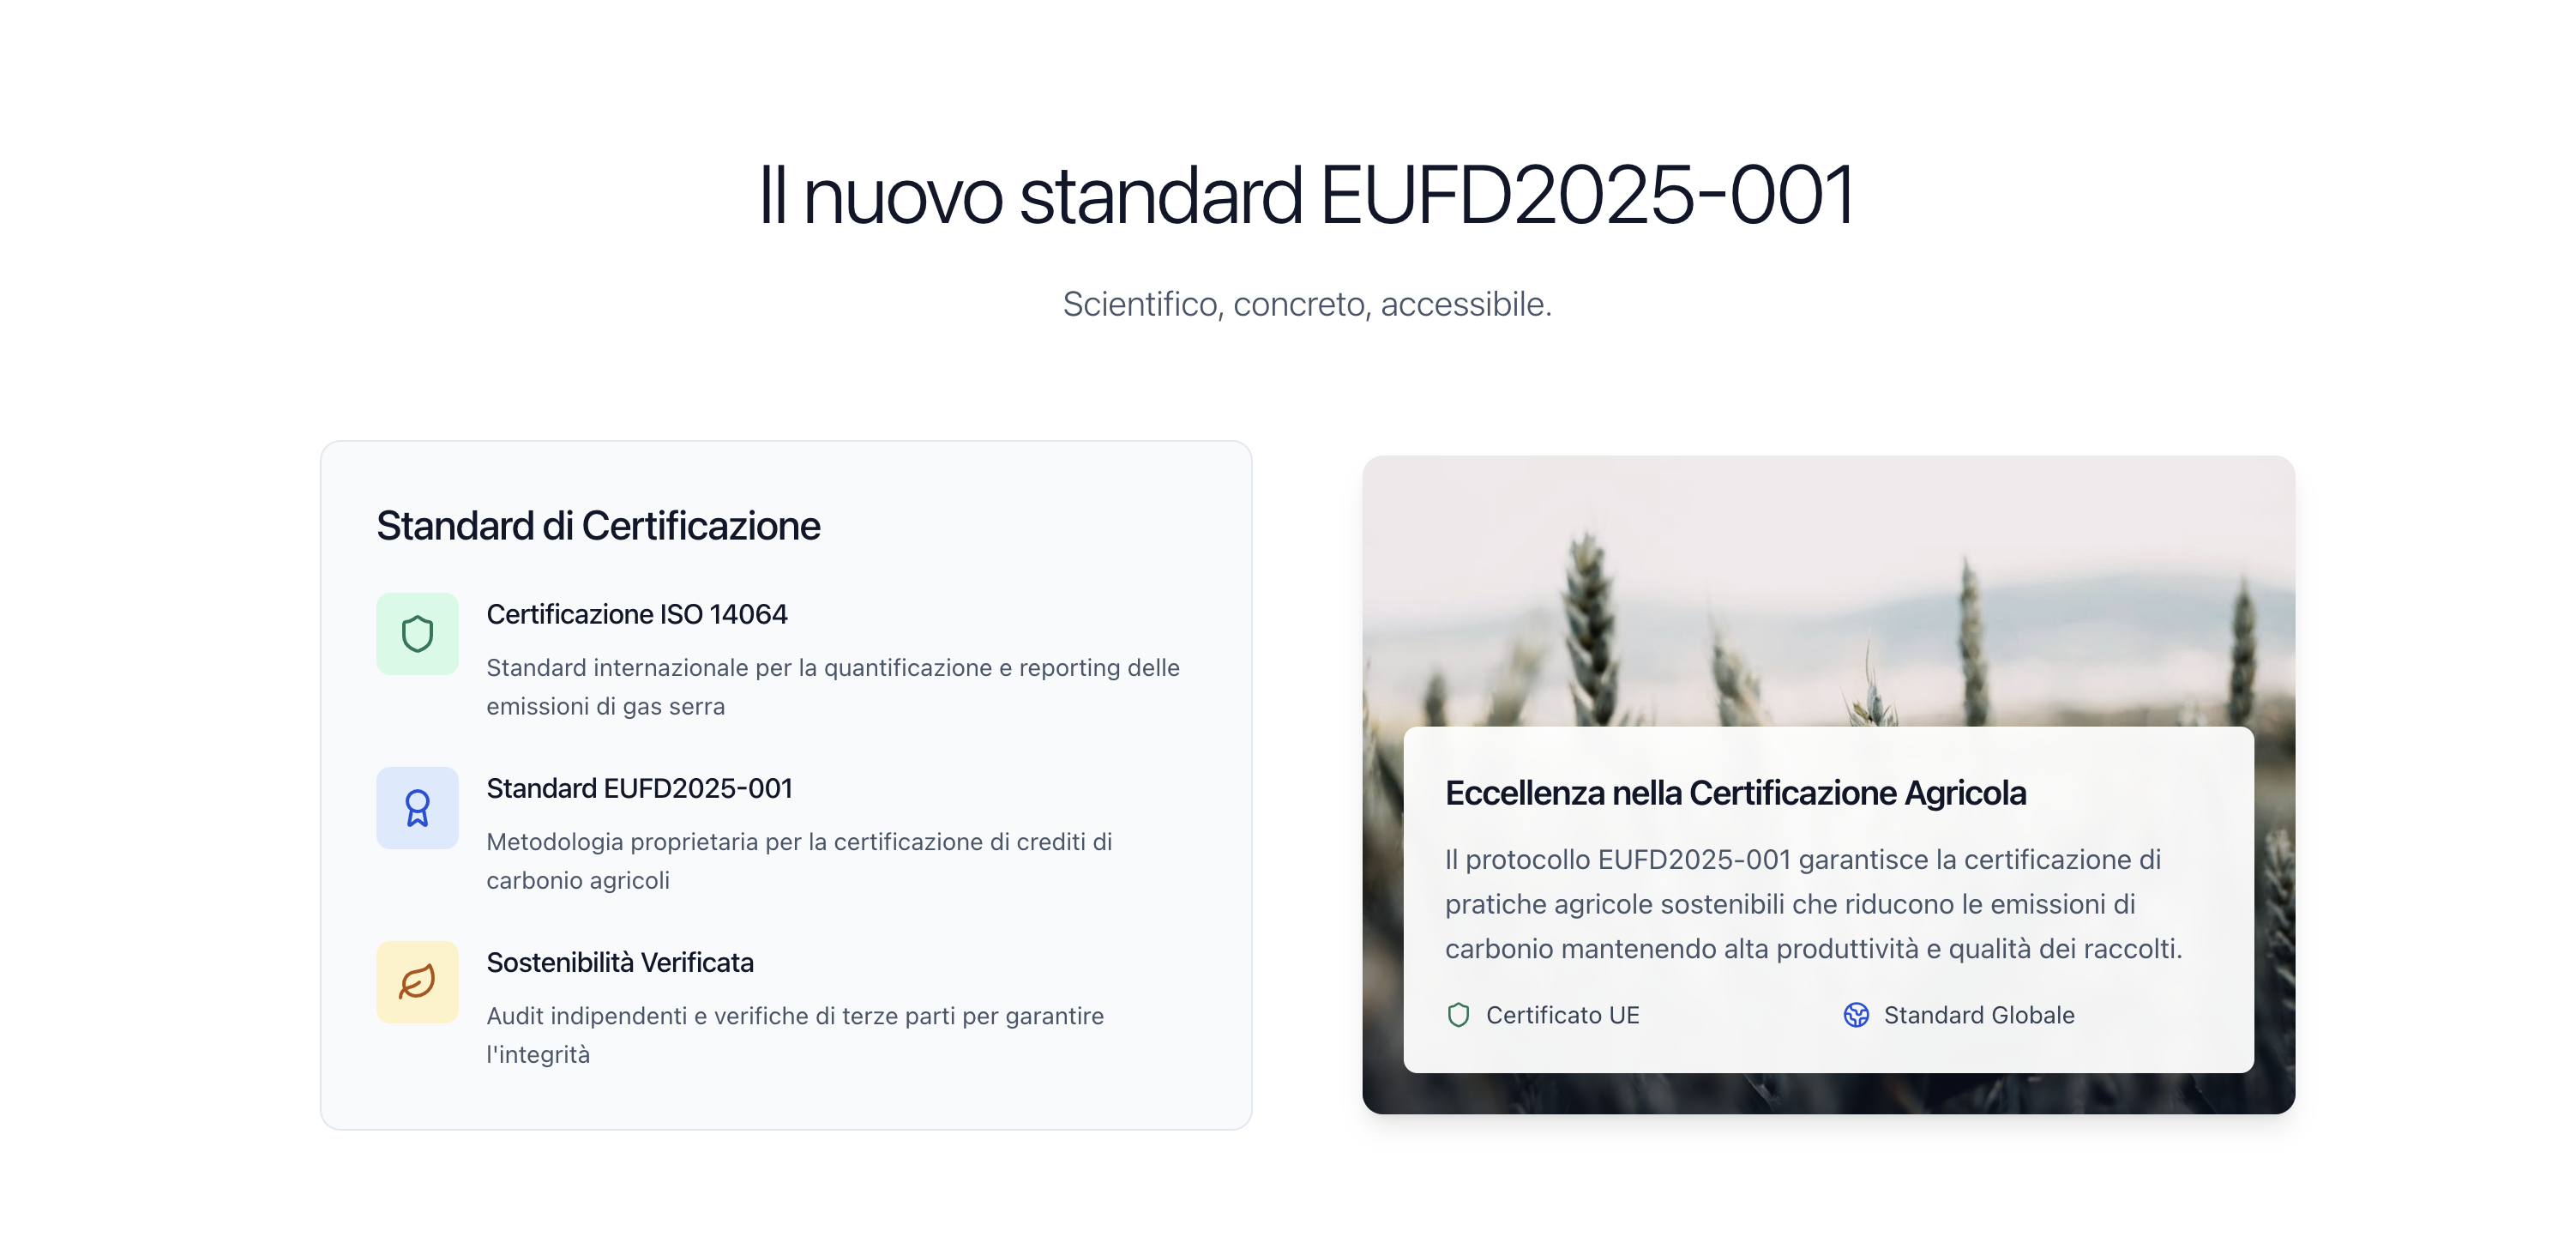 Il nuovo standard EUFD2025-001
Scientifico, concreto, accessibile.
Standard di Certificazione
Certificazione ISO 14064
Standard internazionale per la quantificazione e reporting delle
emissioni di gas serra
Standard EUFD2025-001
Metodologia proprietaria per la certificazione di crediti di
carbonio agricoli
Sostenibilità Verificata
Audit indipendenti e verifiche di terze parti per garantire
l'integrità
Eccellenza nella Certificazione Agricola
Il protocollo EUFD2025-001 garantisce la certificazione di
pratiche agricole sostenibili che riducono le emissioni di
carbonio mantenendo alta produttività e qualità dei raccolti.
Certificato UE
Standard Globale